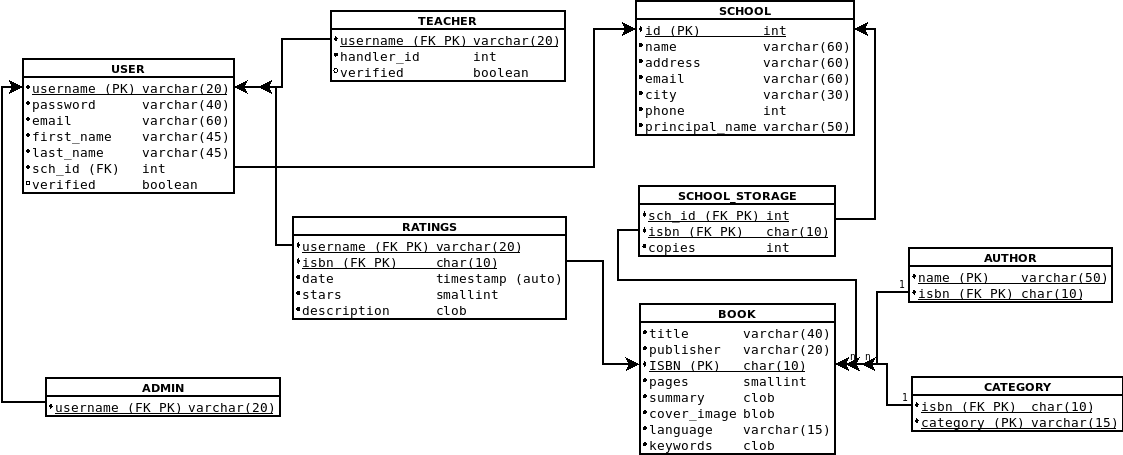 TEACHER
username (FK PK) varchar(20)
handler_id int
verified boolean
SCHOOL
id (PK) int
name varchar(60)
address varchar(60)
email varchar(60)
city varchar(30)
phone int
principal_name varchar(50)
USER
username (PK) varchar(20)
password varchar(40)
email varchar(60)
first_name varchar(45)
last_name varchar(45)
sch_id (FK) int
verified boolean
SCHOOL_STORAGE
sch_id (FK PK) int
isbn (FK PK) char(10)
copies int
RATINGS
username (FK PK) varchar(20)
isbn (FK PK) char(10)
date timestamp (auto)
stars smallint
description clob
AUTHOR
name (PK) varchar(50)
isbn (FK PK) char(10)
1
BOOK
title varchar(40)
publisher varchar(20)
ISBN (PK) char(10)
pages smallint
summary clob
cover_image blob
language varchar(15)
keywords clob
n n
ADMIN
username (FK PK) varchar(20)
CATEGORY
isbn (FK PK) char(10)
category (PK) varchar(15)
1